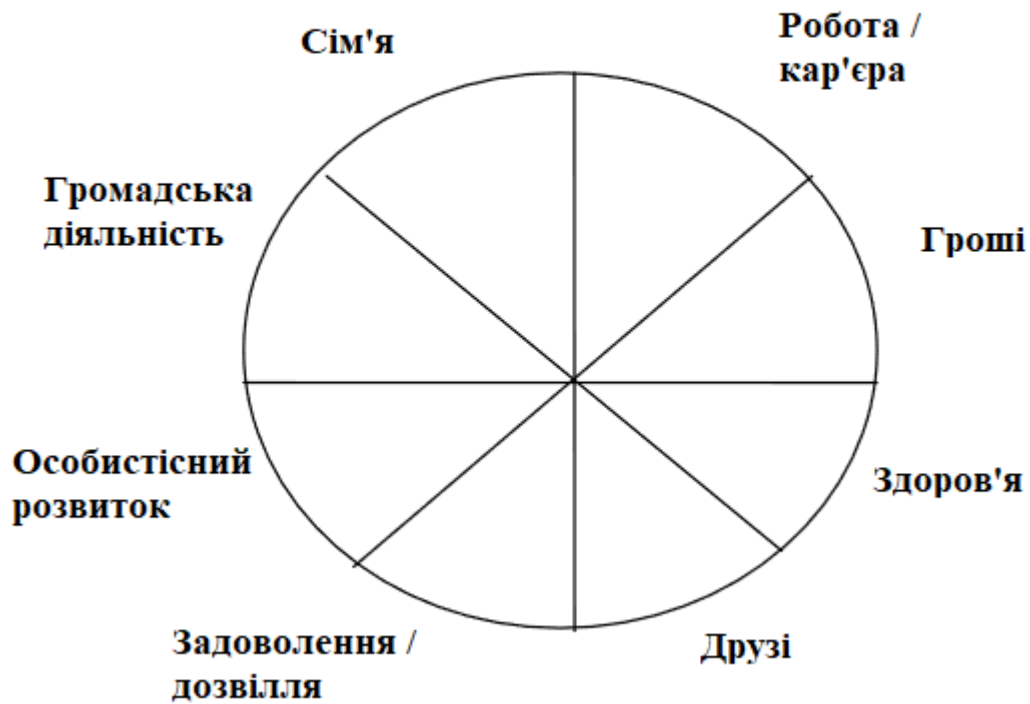 Сім'я
Робота /
кар'єра
Громадська
діяльність
Гроші
Особистісний
розвиток
Здоров'я
Задоволення /
дозвілля
Друзі